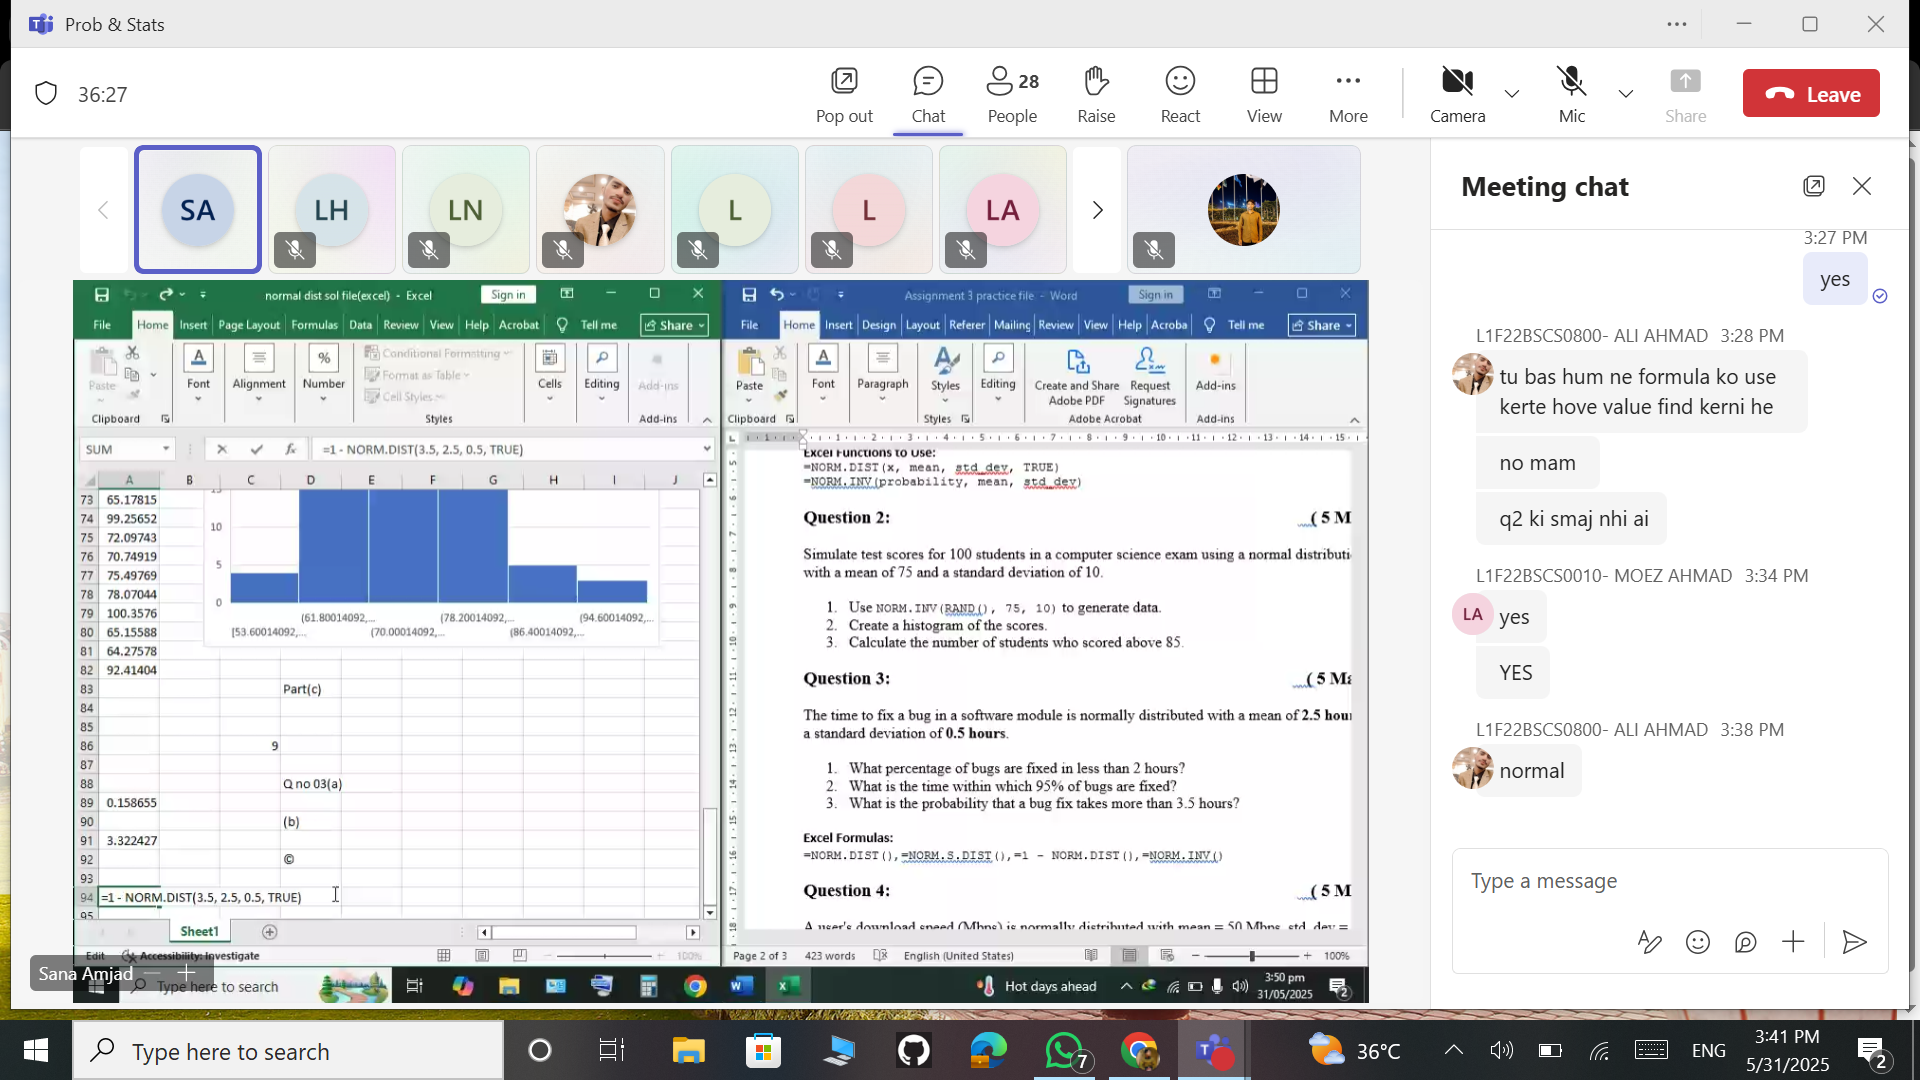 Prob & Stats
36:27
Pop out
Chat
People
28
Raise
React
View
More
Camera
Mic
Share
Leave
SA
LH
LN
L
L
LA
Meeting chat
3:27 PM
yes
L1F22BSCS0800- ALI AHMAD 3:28 PM
tu bas hum ne formula ko use
kerte hove value find kerni he
no mam
q2 ki smaj nhi ai
L1F22BSCS0010- MOEZ AHMAD 3:34 PM
LA
yes
YES
L1F22BSCS0800- ALI AHMAD 3:38 PM
normal
Type a message
normal dist sol file(excel) - Excel
Sign in
File Home Insert Page Layout Formulas Data Review View Help Acrobat Tell me Share
Paste
Font
Alignment
Number
Conditional Formatting
Format as Table
Cell Styles
Cells
Editing
Add-ins
Clipboard
Styles
Add-ins
SUM
=1 - NORM.DIST(3.5, 2.5, 0.5, TRUE)
A B C D E F G H I J
73 65.17815
74 99.25652
75 72.09743
76 70.74919
77 75.49769
78 78.07044
79 100.3576
80 65.15588
81 64.27578
82 92.41404
83 Part(c)
84
85
86 9
87
88 Q no 03(a)
89 0.158655
90 (b)
91 3.322427
92 ©
93
94 =1 - NORM.DIST(3.5, 2.5, 0.5, TRUE)
95
10
5
0
[53.60014092,...
(61.80014092,...
(70.00014092,...
(78.20014092,...
(86.40014092,...
(94.60014092,...
Sheet1
Edit
Accessibility: Investigate
100%
Sana Amjad
Type here to search
Assignment 3 practice file - Word
Sign in
File Home Insert Design Layout Referer Mailing Review View Help Acroba Tell me Share
Paste
Font
Paragraph
Styles
Editing
Create and Share
Adobe PDF
Request
Signatures
Add-ins
Clipboard
Styles
Adobe Acrobat
Add-ins
Excel Functions to Use:
=NORM.DIST(x, mean, std_dev, TRUE)
=NORM.INV(probability, mean, std_dev)
Question 2: ( 5 M
Simulate test scores for 100 students in a computer science exam using a normal distributi
with a mean of 75 and a standard deviation of 10.
1. Use NORM.INV(RAND(), 75, 10) to generate data.
2. Create a histogram of the scores.
3. Calculate the number of students who scored above 85.
Question 3: ( 5 Ma
The time to fix a bug in a software module is normally distributed with a mean of 2.5 hour
a standard deviation of 0.5 hours.
1. What percentage of bugs are fixed in less than 2 hours?
2. What is the time within which 95% of bugs are fixed?
3. What is the probability that a bug fix takes more than 3.5 hours?
Excel Formulas:
=NORM.DIST(),=NORM.S.DIST(),=1 - NORM.DIST(),=NORM.INV()
Question 4: ( 5 M
A user's download speed (Mbps) is normally distributed with mean = 50 Mbps, std. dev =
Page 2 of 3 423 words English (United States) 100%
Hot days ahead
3:50 pm
31/05/2025
2
Type here to search
7
36°C
ENG
3:41 PM
5/31/2025
2